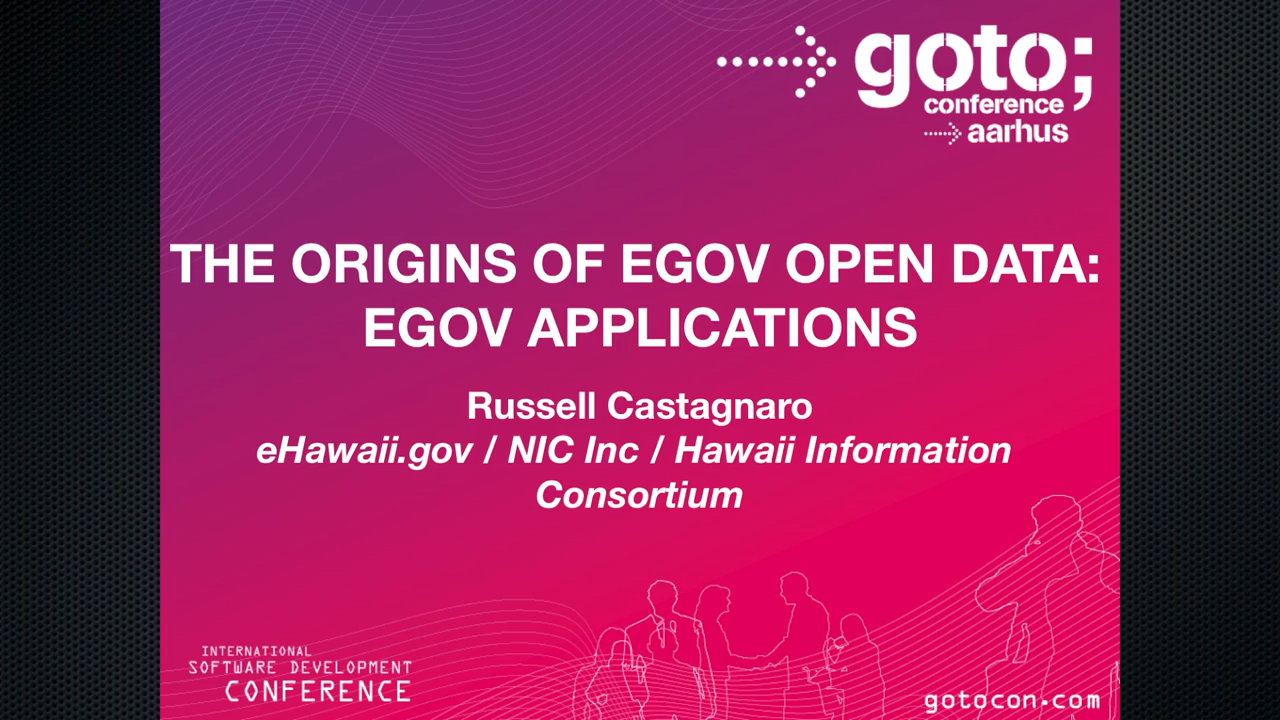 goto;
conference
aarhus
THE ORIGINS OF EGOV OPEN DATA:
EGOV APPLICATIONS
Russell Castagnaro
eHawaii.gov / NIC Inc / Hawaii Information
Consortium
INTERNATIONAL
SOFTWARE DEVELOPMENT
CONFERENCE
gotocon.com